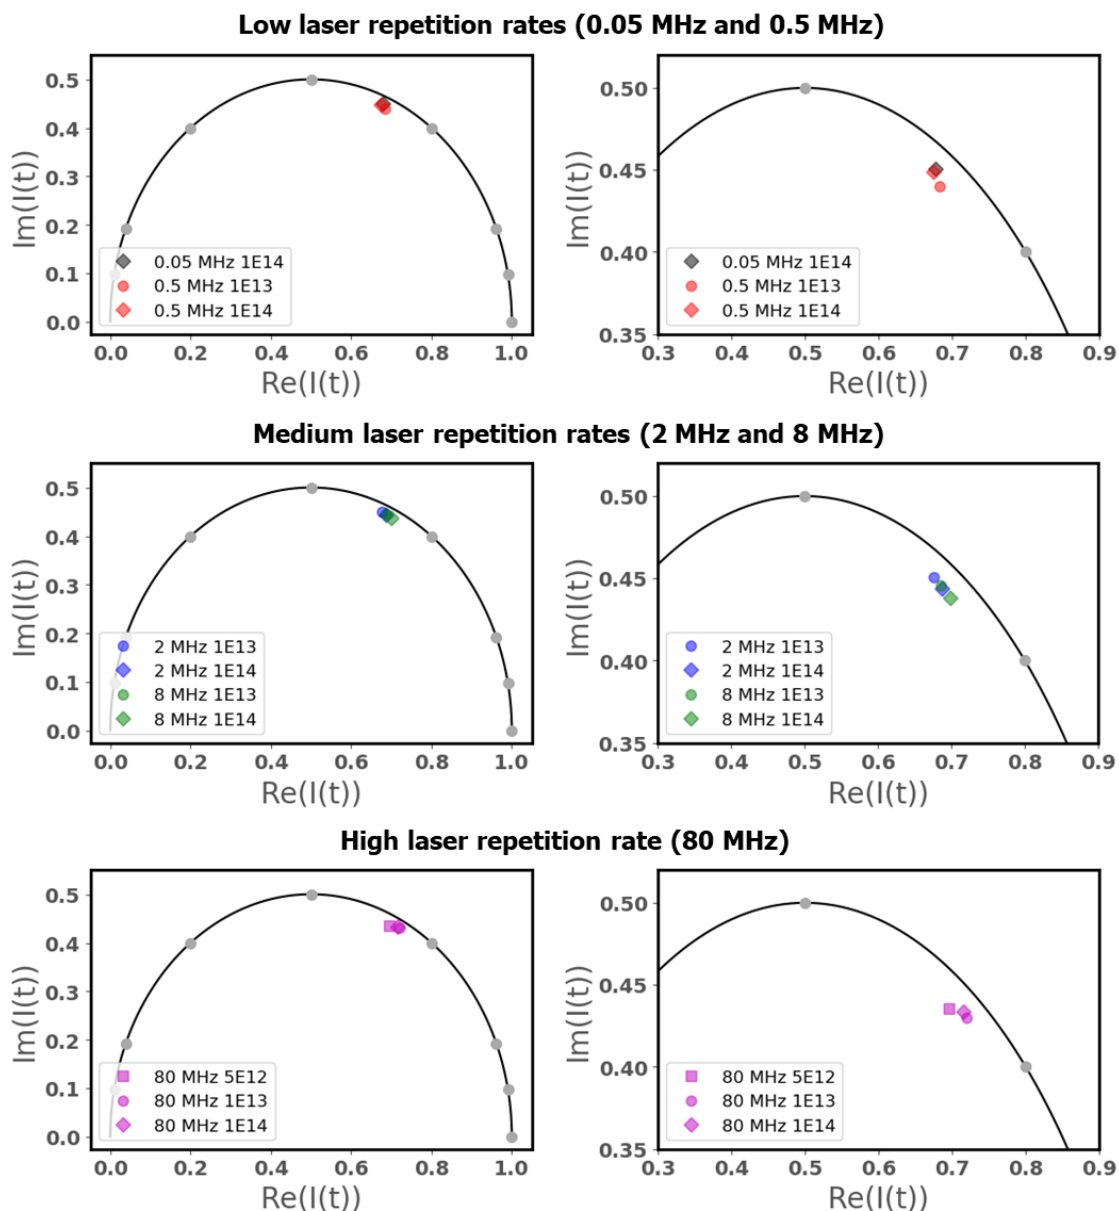 Low laser repetition rates (0.05 MHz and 0.5 MHz)
Im(I(t))
0.5
0.4
0.3
0.2
0.1
0.0
0.05 MHz 1E14
0.5 MHz 1E13
0.5 MHz 1E14
0.0 0.2 0.4 0.6 0.8 1.0
Re(I(t))
Im(I(t))
0.50
0.45
0.40
0.35
0.05 MHz 1E14
0.5 MHz 1E13
0.5 MHz 1E14
0.3 0.4 0.5 0.6 0.7 0.8 0.9
Re(I(t))
Medium laser repetition rates (2 MHz and 8 MHz)
Im(I(t))
0.5
0.4
0.3
0.2
0.1
0.0
2 MHz 1E13
2 MHz 1E14
8 MHz 1E13
8 MHz 1E14
0.0 0.2 0.4 0.6 0.8 1.0
Re(I(t))
Im(I(t))
0.50
0.45
0.40
0.35
2 MHz 1E13
2 MHz 1E14
8 MHz 1E13
8 MHz 1E14
0.3 0.4 0.5 0.6 0.7 0.8 0.9
Re(I(t))
High laser repetition rate (80 MHz)
Im(I(t))
0.5
0.4
0.3
0.2
0.1
0.0
80 MHz 5E12
80 MHz 1E13
80 MHz 1E14
0.0 0.2 0.4 0.6 0.8 1.0
Re(I(t))
Im(I(t))
0.50
0.45
0.40
0.35
80 MHz 5E12
80 MHz 1E13
80 MHz 1E14
0.3 0.4 0.5 0.6 0.7 0.8 0.9
Re(I(t))